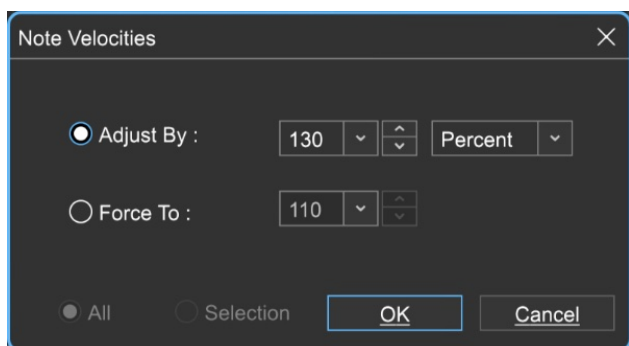 Note Velocities
Adjust By : 130 Percent
Force To : 110
All Selection OK Cancel